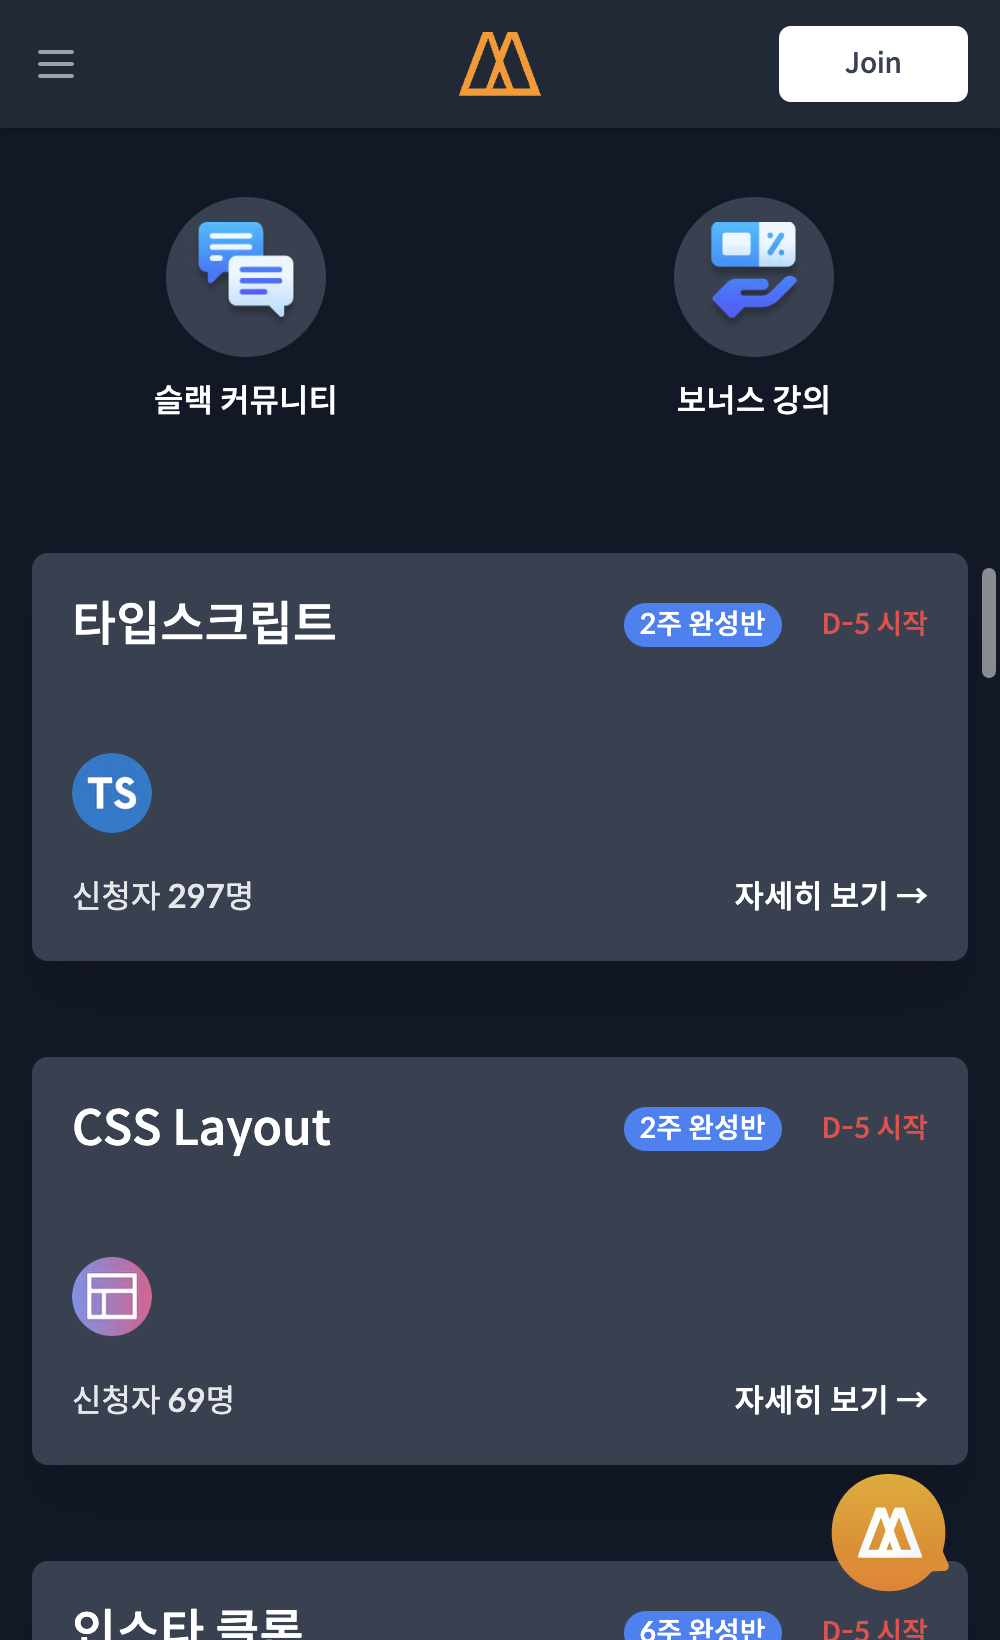 Join
슬랙 커뮤니티
보너스 강의
타입스크립트
2주 완성반
D-5 시작
TS
신청자 297명
자세히 보기 →
CSS Layout
2주 완성반
D-5 시작
신청자 69명
자세히 보기 →
인스타 클론
6주 완성반
D-5 시작